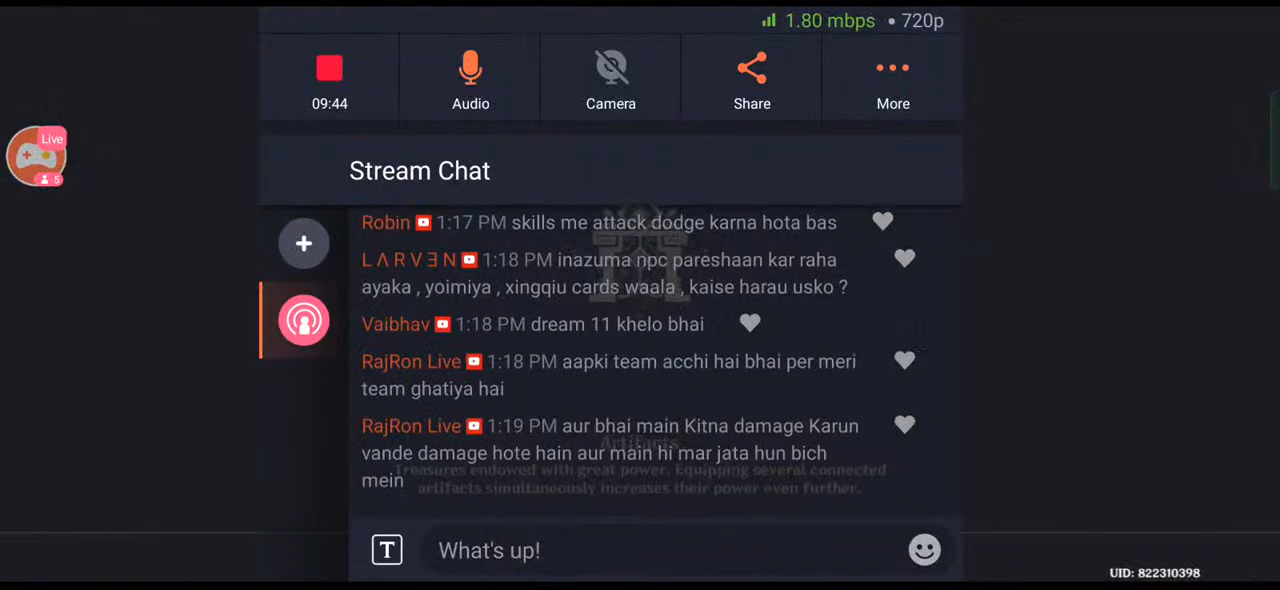 1.80 mbps • 720p
09:44
Audio
Camera
Share
More
Live
5
Stream Chat
Robin 1:17 PM skills me attack dodge karna hota bas
L Λ R V Ǝ N 1:18 PM inazuma npc pareshaan kar raha
ayaka , yoimiya , xingqiu cards waala , kaise harau usko ?
Vaibhav 1:18 PM dream 11 khelo bhai
RajRon Live 1:18 PM aapki team acchi hai bhai per meri
team ghatiya hai
RajRon Live 1:19 PM aur bhai main Kitna damage Karun
Artifacts
vande damage hote hain aur main hi mar jata hun bich
Treasures endowed with great power. Equipping several connected
mein
artifacts simultaneously increases their power even further.
T
What's up!
UID: 822310398